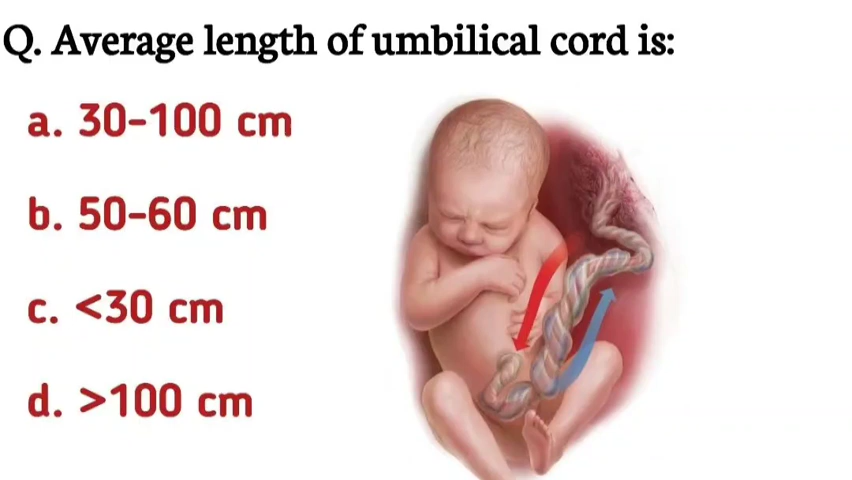 Q. Average length of umbilical cord is:
a. 30-100 cm
b. 50-60 cm
c. <30 cm
d. >100 cm